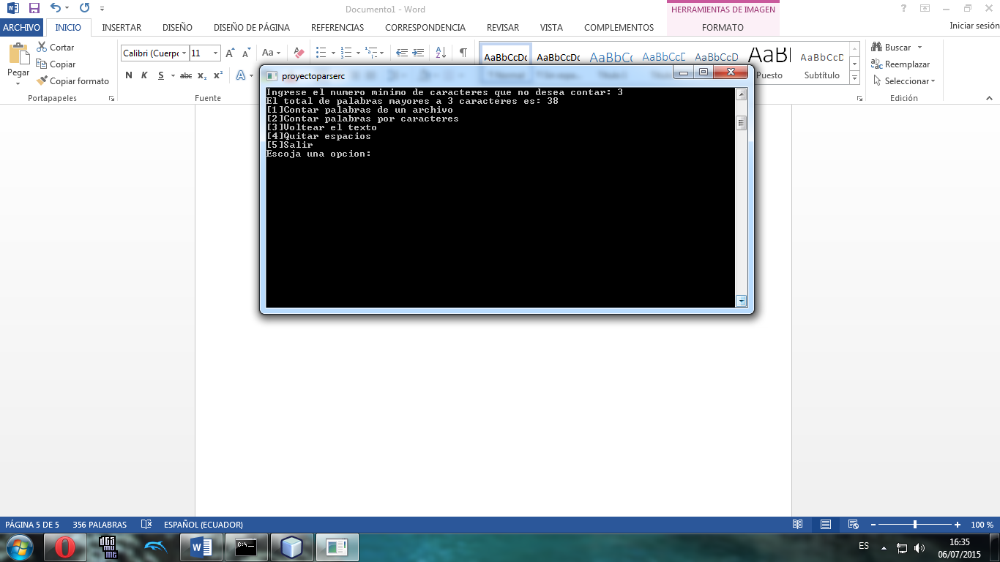 Documento1 - Word
HERRAMIENTAS DE IMAGEN
ARCHIVO INICIO INSERTAR DISEÑO DISEÑO DE PÁGINA REFERENCIAS CORRESPONDENCIA REVISAR VISTA COMPLEMENTOS FORMATO Iniciar sesión
Pegar
Cortar
Copiar
Copiar formato
Portapapeles
Calibri (Cuerpo 11
N K S abc x₂ x²
Fuente
AaBbCcDc AaBbCcDc AaBbCc AaBbCcD AaBbCcD AaBl AaBbCcD
Puesto Subtítulo
Buscar
Reemplazar
Seleccionar
Edición
proyectoparserc
Ingrese el numero minimo de caracteres que no desea contar: 3
El total de palabras mayores a 3 caracteres es: 38
[1]Contar palabras de un archivo
[2]Contar palabras por caracteres
[3]Voltear el texto
[4]Quitar espacios
[5]Salir
Escoja una opcion:
PÁGINA 5 DE 5 356 PALABRAS ESPAÑOL (ECUADOR) 100 %
ES
16:35
06/07/2015